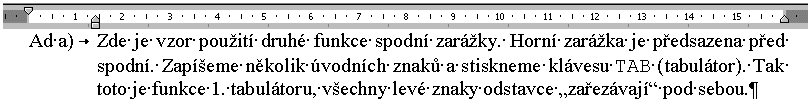 1 2 3 4 5 6 7 8 9 10 11 12 13 14 15
Ad·a) → Zde·je·vzor·použití·druhé·funkce·spodní·zarážky.·Horní·zarážka·je·předsazena·před·
spodní.·Zapíšeme·několik·úvodních·znaků·a·stiskneme·klávesu·TAB·(tabulátor).·Tak·
toto·je·funkce·1.·tabulátoru,·všechny·levé·znaky·odstavce·„zařezávají“·pod·sebou.¶